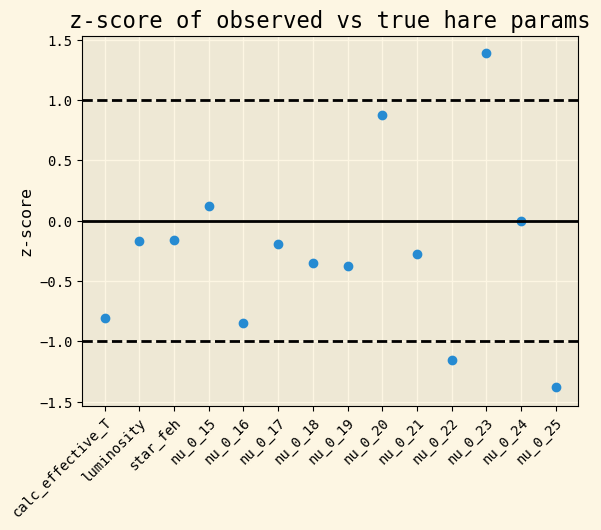 z-score of observed vs true hare params
z-score
1.5
1.0
0.5
0.0
−0.5
−1.0
−1.5
calc_effective_T
luminosity
star_feh
nu_0_15
nu_0_16
nu_0_17
nu_0_18
nu_0_19
nu_0_20
nu_0_21
nu_0_22
nu_0_23
nu_0_24
nu_0_25